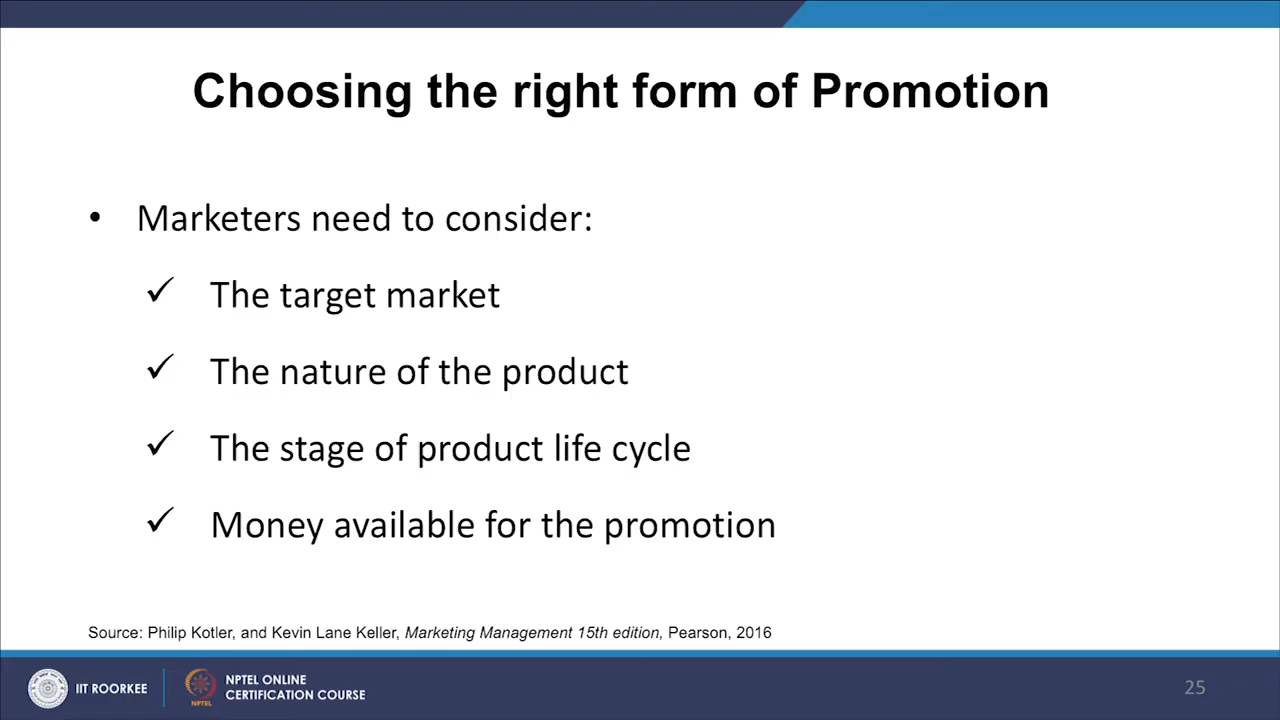 Choosing the right form of Promotion
• Marketers need to consider:
✓ The target market
✓ The nature of the product
✓ The stage of product life cycle
✓ Money available for the promotion
Source: Philip Kotler, and Kevin Lane Keller, Marketing Management 15th edition, Pearson, 2016
IIT ROORKEE
NPTEL
NPTEL ONLINE
CERTIFICATION COURSE
25